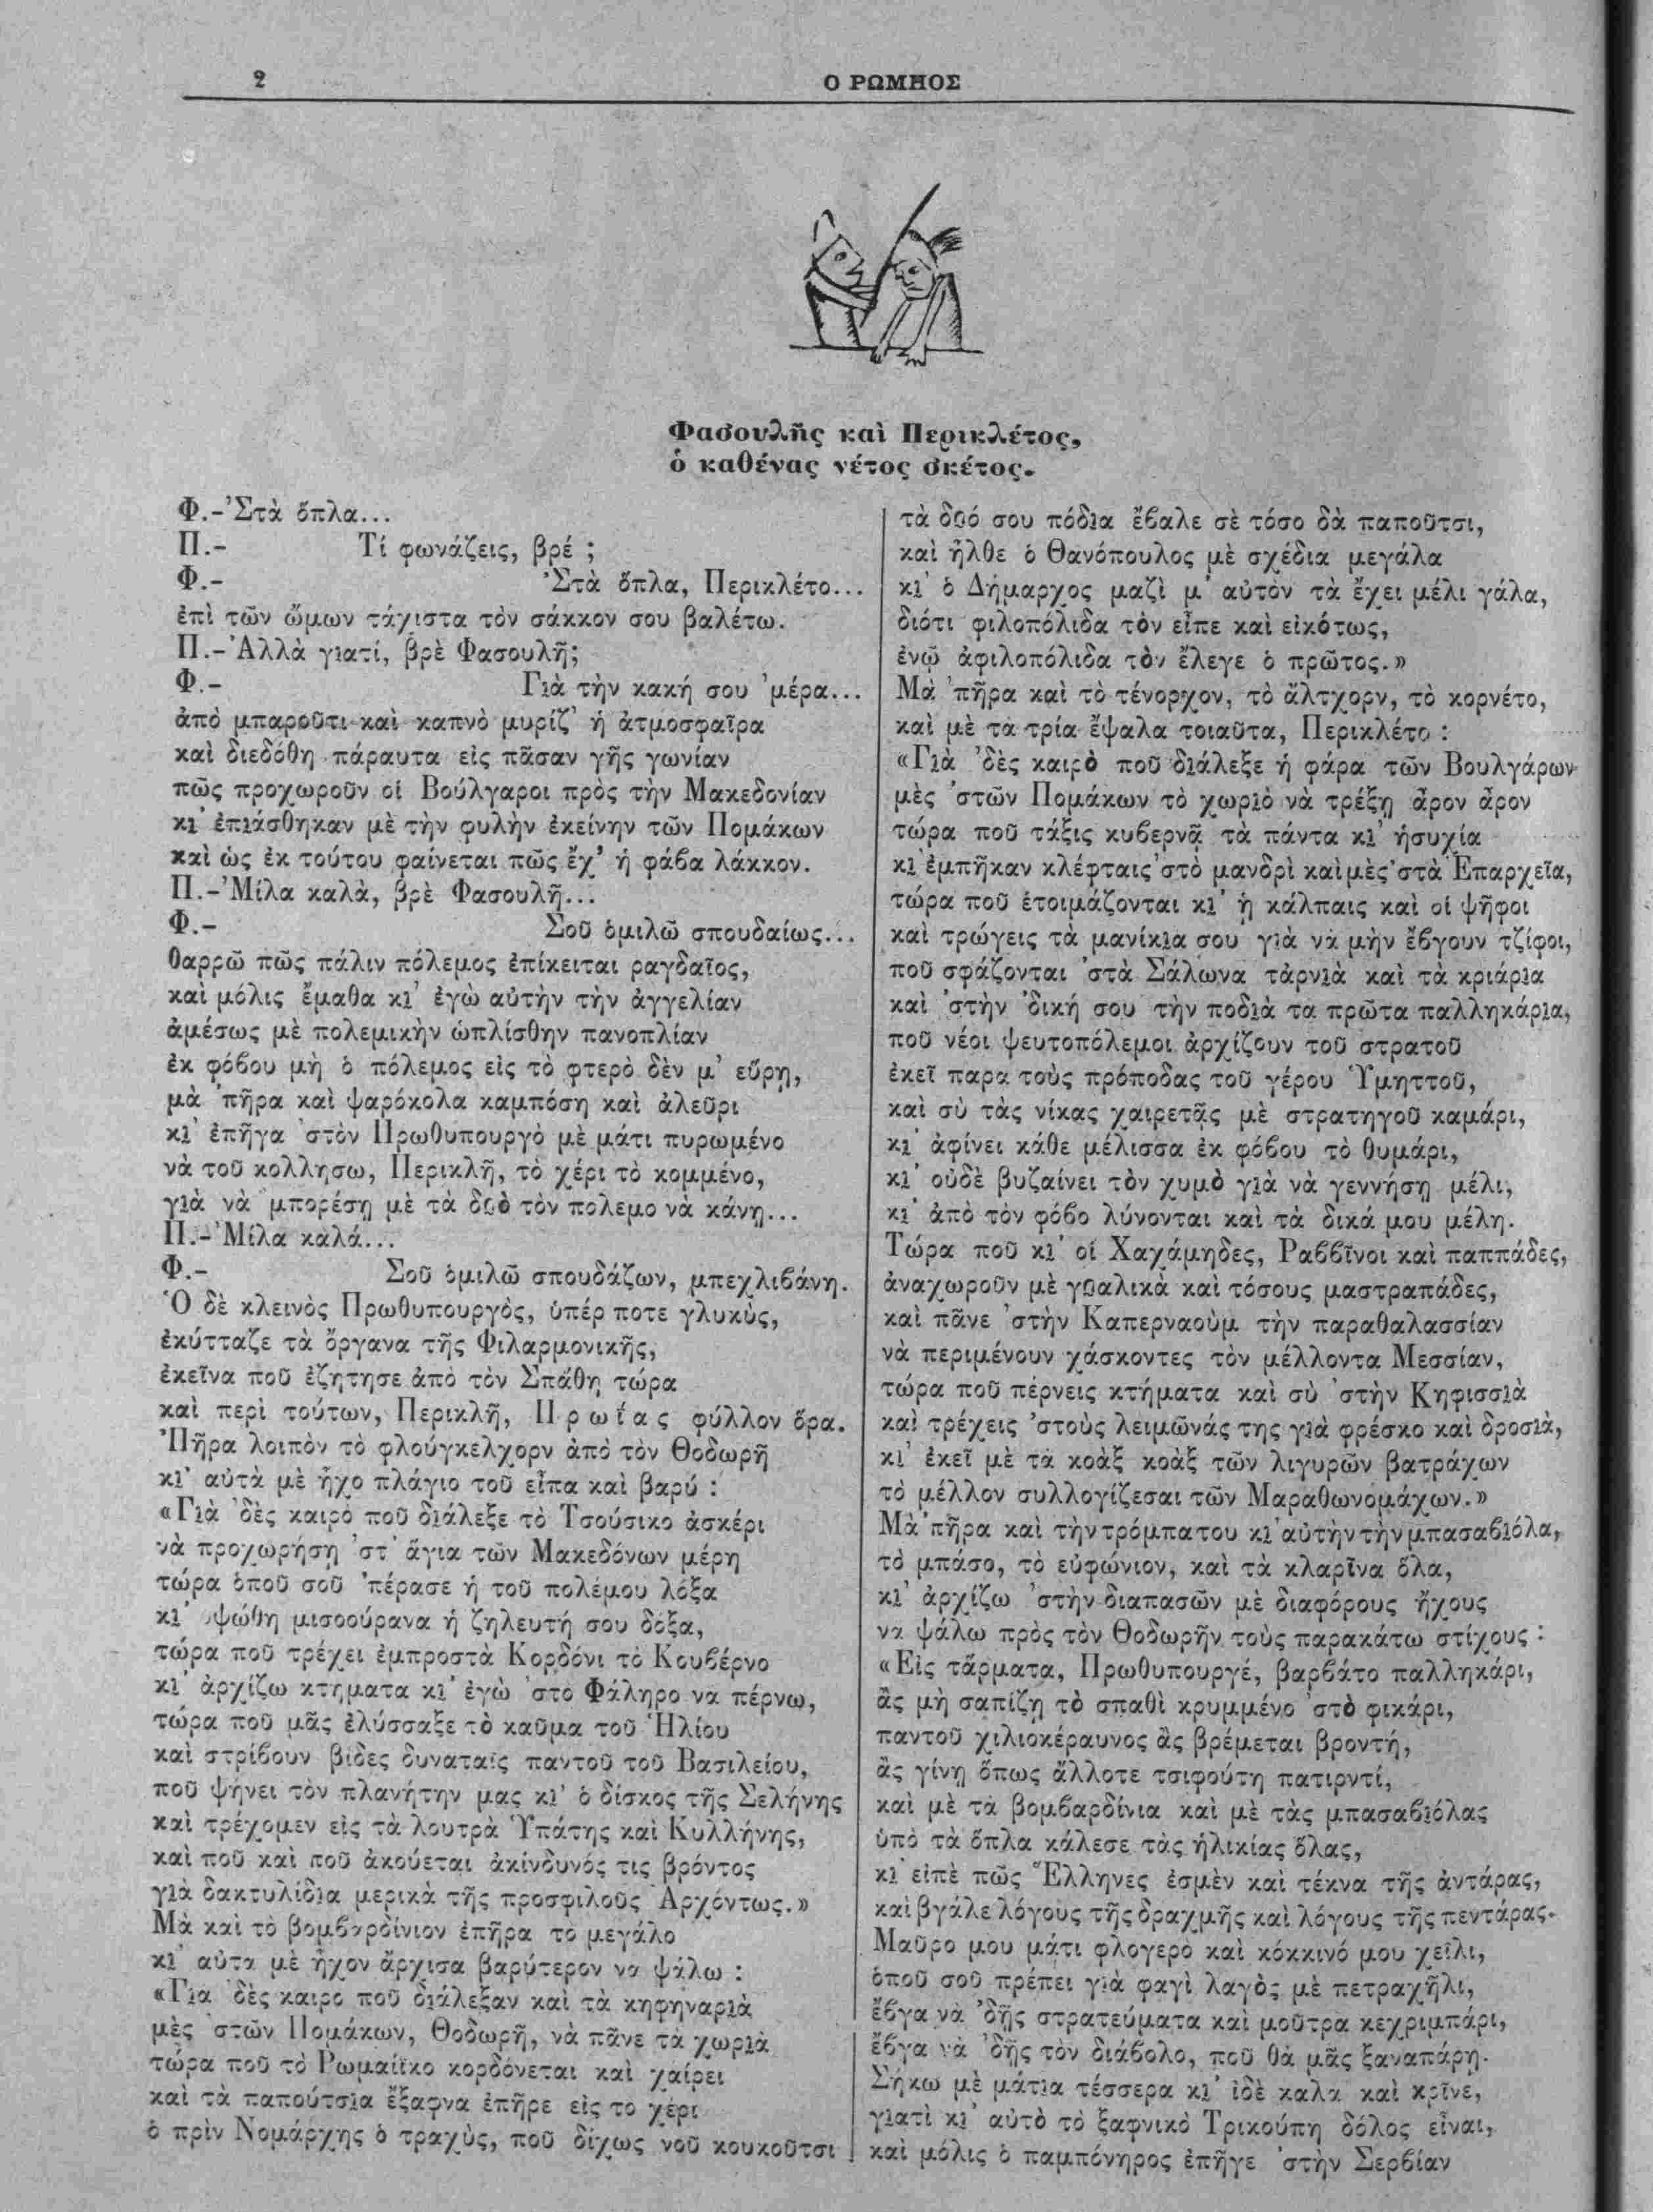 2
Ο ΡΩΜΗΟΣ
Φασουλῆς καὶ Περικλέτος,
ὁ καθένας νέτος σκέτος.
Φ.-'Στὰ ὅπλα...
Π.- Τί φωνάζεις, βρέ ;
Φ.- 'Στὰ ὅπλα, Περικλέτο...
ἐπὶ τῶν ὤμων τάχιστα τὸν σάκκον σου βαλέτω.
Π.-Ἀλλὰ γιατί, βρὲ Φασουλῆ;
Φ.- Γιὰ τὴν κακή σου 'μέρα...
ἀπὸ μπαροῦτι καὶ καπνὸ μυρίζ' ἡ ἀτμοσφαῖρα
καὶ διεδόθη πάραυτα εἰς πᾶσαν γῆς γωνίαν
πῶς προχωροῦν οἱ Βούλγαροι πρὸς τὴν Μακεδονίαν
κι' ἐπιάσθηκαν μὲ τὴν φυλὴν ἐκείνην τῶν Πομάκων
καὶ ὡς ἐκ τούτου φαίνεται πῶς ἔχ' ἡ φάβα λάκκον.
Π.-'Μίλα καλὰ, βρὲ Φασουλῆ...
Φ.- Σοῦ ὁμιλῶ σπουδαίως...
θαρρῶ πῶς πάλιν πόλεμος ἐπίκειται ραγδαῖος,
καὶ μόλις ἔμαθα κι' ἐγὼ αὐτὴν τὴν ἀγγελίαν
ἀμέσως μὲ πολεμικὴν ὡπλίσθην πανοπλίαν
ἐκ φόβου μὴ ὁ πόλεμος εἰς τὸ φτερὸ δὲν μ' εὕρῃ,
μὰ 'πῆρα καὶ ψαρόκολα καμπόση καὶ ἀλεῦρι
κι' ἐπῆγα 'στὸν Πρωθυπουργὸ μὲ μάτι πυρωμένο
νὰ τοῦ κολλήσω, Περικλῆ, τὸ χέρι τὸ κομμένο,
γιὰ νὰ 'μπορέσῃ μὲ τὰ δυὸ τὸν πόλεμο νὰ κάνῃ...
Π.-'Μίλα καλά...
Φ.- Σοῦ ὁμιλῶ σπουδάζων, μπεχλιβάνη.
Ὁ δὲ κλεινὸς Πρωθυπουργὸς, ὑπέρ ποτε γλυκὺς,
ἐκύτταζε τὰ ὄργανα τῆς Φιλαρμονικῆς,
ἐκεῖνα ποῦ ἐζήτησε ἀπὸ τὸν Σπάθη τώρα
καὶ περὶ τούτων, Περικλῆ, Πρωΐας φύλλον ὅρα.
'Πῆρα λοιπὸν τὸ φλούγκελχορν ἀπὸ τὸν Θοδωρῆ
κι' αὐτὰ μὲ ἦχο πλάγιο τοῦ εἶπα καὶ βαρύ :
«Γιὰ 'δὲς καιρὸ ποῦ διάλεξε τὸ Τσούσικο ἀσκέρι
νὰ προχωρήσῃ 'στ' ἅγια τῶν Μακεδόνων μέρη
τώρα ὁποῦ σοῦ 'πέρασε ἡ τοῦ πολέμου λόξα
κι' ὑψώθη μισοούρανα ἡ ζηλευτή σου δόξα,
τώρα ποῦ τρέχει ἐμπροστὰ Κορδόνι τὸ Κουβέρνο
κι' ἀρχίζω κτήματα κι' ἐγὼ 'στὸ Φάληρο νὰ πέρνω,
τώρα ποῦ μᾶς ἐλύσσαξε τὸ καῦμα τοῦ Ἡλίου
καὶ στρίβουν βίδες δυναταῖς παντοῦ τοῦ Βασιλείου,
ποῦ ψήνει τὸν πλανήτην μας κι' ὁ δίσκος τῆς Σελήνης
καὶ τρέχομεν εἰς τὰ λουτρὰ Ὑπάτης καὶ Κυλλήνης,
καὶ ποῦ καὶ ποῦ ἀκούεται ἀκίνδυνός τις βρόντος
γιὰ δακτυλίδια μερικὰ τῆς προσφιλοῦς Ἀρχόντως.»
Μὰ καὶ τὸ βομβαρδίνιον ἐπῆρα τὸ μεγάλο
κι' αὐτὰ μὲ ἦχον ἄρχισα βαρύτερον νὰ ψάλω :
«Γιὰ 'δὲς καιρὸ ποῦ διάλεξαν καὶ τὰ κηφηναριὰ
μὲς 'στῶν Πομάκων, Θοδωρῆ, νὰ πᾶνε τὰ χωριὰ
τώρα ποῦ τὸ Ρωμαίϊκο κορδόνεται καὶ χαίρει
καὶ τὰ παπούτσια ἔξαφνα ἐπῆρε εἰς τὸ χέρι
ὁ πρὶν Νομάρχης ὁ τραχὺς, ποῦ δίχως νοῦ κουκοῦτσι
τὰ δυό σου πόδια ἔβαλε σὲ τόσο δὰ παποῦτσι,
καὶ ἦλθε ὁ Θανόπουλος μὲ σχέδια μεγάλα
κι' ὁ Δήμαρχος μαζὶ μ' αὐτὸν τὰ ἔχει μέλι γάλα,
διότι φιλοπόλιδα τὸν εἶπε καὶ εἰκότως,
ἐνῷ ἀφιλοπόλιδα τὸν ἔλεγε ὁ πρῶτος.»
Μὰ 'πῆρα καὶ τὸ τένορχον, τὸ ἄλτχορν, τὸ κορνέτο,
καὶ μὲ τὰ τρία ἔψαλα τοιαῦτα, Περικλέτο :
«Γιὰ 'δὲς καιρὸ ποῦ διάλεξε ἡ φάρα τῶν Βουλγάρων
μὲς 'στῶν Πομάκων τὸ χωριὸ νὰ τρέξῃ ἆρον ἆρον
τώρα ποῦ τάξις κυβερνᾷ τὰ πάντα κι' ἡσυχία
κι' ἐμπῆκαν κλέφταις 'στὸ μανδρὶ καὶ μὲς 'στὰ Ἐπαρχεῖα,
τώρα ποῦ ἑτοιμάζονται κι' ἡ κάλπαις καὶ οἱ ψῆφοι
καὶ τρώγεις τὰ μανίκια σου γιὰ νὰ μὴν ἔβγουν τζίφοι,
ποῦ σφάζονται 'στὰ Σάλωνα τἀρνιὰ καὶ τὰ κριάρια
καὶ 'στὴν 'δική σου τὴν ποδιὰ τὰ πρῶτα παλληκάρια,
ποῦ νέοι ψευτοπόλεμοι ἀρχίζουν τοῦ στρατοῦ
ἐκεῖ παρὰ τοὺς πρόποδας τοῦ γέρου Ὑμηττοῦ,
καὶ σὺ τὰς νίκας χαιρετᾷς μὲ στρατηγοῦ καμάρι,
κι' ἀφίνει κάθε μέλισσα ἐκ φόβου τὸ θυμάρι,
κι' οὐδὲ βυζαίνει τὸν χυμὸ γιὰ νὰ γεννήσῃ μέλι,
κι' ἀπὸ τὸν φόβο λύνονται καὶ τὰ δικά μου μέλη.
Τώρα ποῦ κι' οἱ Χαχάμηδες, Ραββῖνοι καὶ παππάδες,
ἀναχωροῦν μὲ γυαλικὰ καὶ τόσους μαστραπάδες,
καὶ πᾶνε 'στὴν Καπερναοὺμ τὴν παραθαλασσίαν
νὰ περιμένουν χάσκοντες τὸν μέλλοντα Μεσσίαν,
τώρα ποῦ πέρνεις κτήματα καὶ σὺ 'στὴν Κηφισσιὰ
καὶ τρέχεις 'στοὺς λειμῶνάς της γιὰ φρέσκο καὶ δροσιὰ,
κι' ἐκεῖ μὲ τὰ κοὰξ κοὰξ τῶν λιγυρῶν βατράχων
τὸ μέλλον συλλογίζεσαι τῶν Μαραθωνομάχων.»
Μὰ 'πῆρα καὶ τὴν τρόμπα του κι' αὐτὴν τὴν μπασαβιόλα,
τὸ μπάσο, τὸ εὐφώνιον, καὶ τὰ κλαρῖνα ὅλα,
κι' ἀρχίζω 'στὴν διαπασῶν μὲ διαφόρους ἤχους
νὰ ψάλω πρὸς τὸν Θοδωρῆν τοὺς παρακάτω στίχους :
«Εἰς τἄρματα, Πρωθυπουργέ, βαρβάτο παλληκάρι,
ἂς μὴ σαπίζῃ τὸ σπαθὶ κρυμμένο 'στὸ φικάρι,
παντοῦ χιλιοκέραυνος ἂς βρέμεται βροντή,
ἂς γίνῃ ὅπως ἄλλοτε τσιφούτη πατιρντί,
καὶ μὲ τὰ βομβαρδίνια καὶ μὲ τὰς μπασαβιόλας
ὑπὸ τὰ ὅπλα κάλεσε τὰς ἡλικίας ὅλας,
κι' εἰπὲ πῶς Ἕλληνες ἐσμὲν καὶ τέκνα τῆς ἀντάρας,
καὶ βγάλε λόγους τῆς δραχμῆς καὶ λόγους τῆς πεντάρας.
Μαῦρο μου μάτι φλογερὸ καὶ κόκκινό μου χεῖλι,
ὁποῦ σοῦ πρέπει γιὰ φαγὶ λαγὸς μὲ πετραχῆλι,
ἔβγα νὰ 'δῇς στρατεύματα καὶ μοῦτρα κεχριμπάρι,
ἔβγα νὰ 'δῇς τὸν διάβολο, ποῦ θὰ μᾶς ξαναπάρῃ.
Σήκω μὲ μάτια τέσσερα κι' ἰδὲ καλὰ καὶ κρῖνε,
γιατὶ κι' αὐτὸ τὸ ξαφνικὸ Τρικούπη δόλος εἶναι,
καὶ μόλις ὁ παμπόνηρος ἐπῆγε 'στὴν Σερβίαν